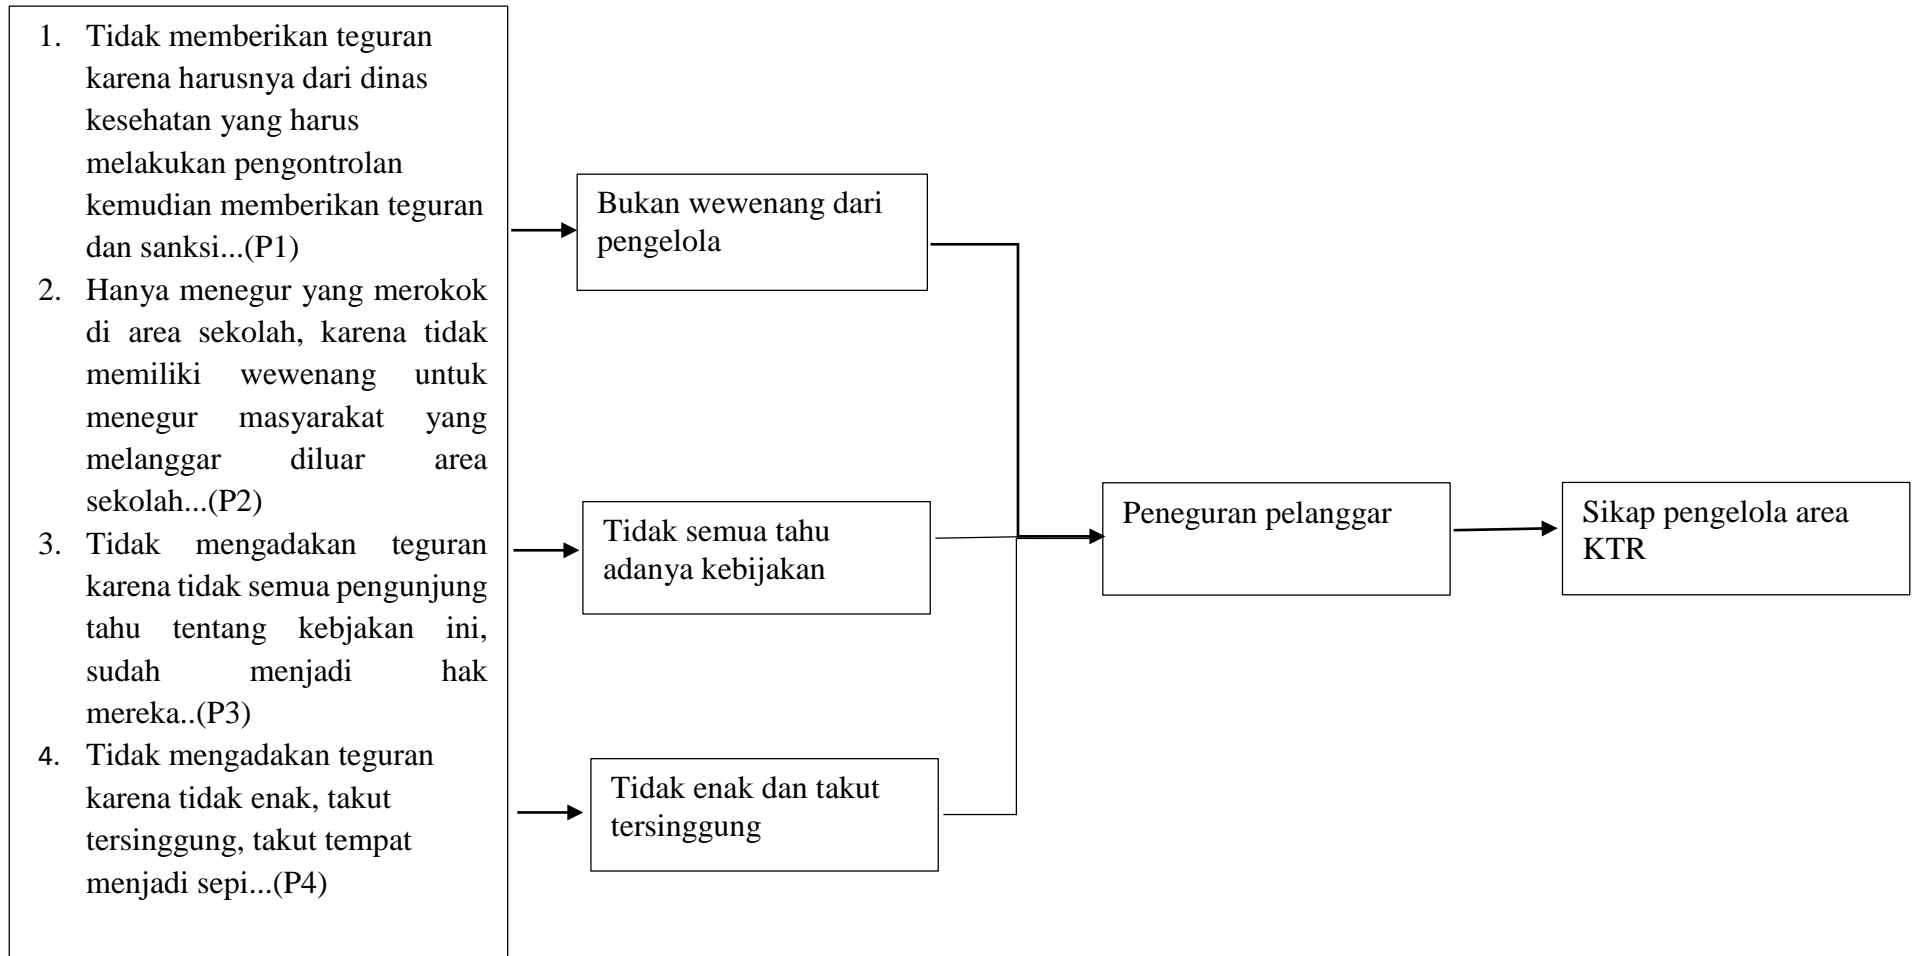 1. Tidak memberikan teguran
karena harusnya dari dinas
kesehatan yang harus
melakukan pengontrolan
kemudian memberikan teguran
dan sanksi...(P1)
2. Hanya menegur yang merokok
di area sekolah, karena tidak
memiliki wewenang untuk
menegur masyarakat yang
melanggar diluar area
sekolah...(P2)
3. Tidak mengadakan teguran
karena tidak semua pengunjung
tahu tentang kebjakan ini,
sudah menjadi hak
mereka..(P3)
4. Tidak mengadakan teguran
karena tidak enak, takut
tersinggung, takut tempat
menjadi sepi...(P4)
Bukan wewenang dari
pengelola
Tidak semua tahu
adanya kebijakan
Tidak enak dan takut
tersinggung
Peneguran pelanggar
Sikap pengelola area
KTR